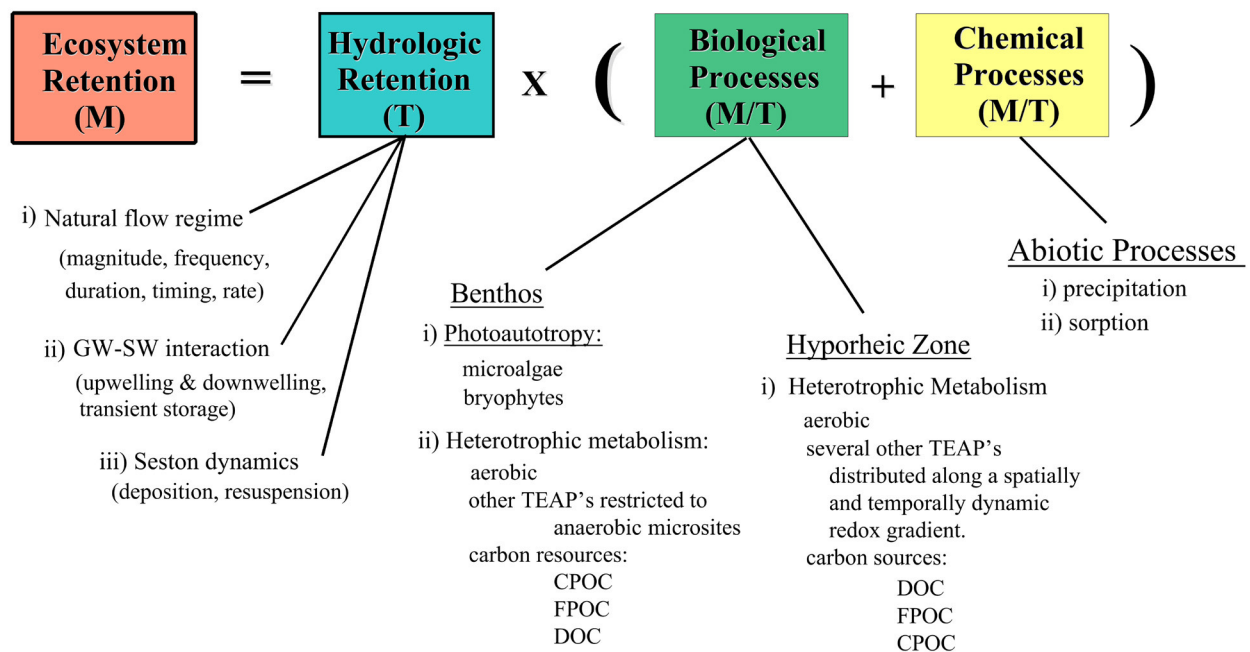 Ecosystem
Retention
(M)
=
Hydrologic
Retention
(T)
X
(
Biological
Processes
(M/T)
+
Chemical
Processes
(M/T)
)
i) Natural flow regime
(magnitude, frequency,
duration, timing, rate)
ii) GW-SW interaction
(upwelling & downwelling,
transient storage)
iii) Seston dynamics
(deposition, resuspension)
Benthos
i) Photoautotropy:
microalgae
bryophytes
ii) Heterotrophic metabolism:
aerobic
other TEAP's restricted to
anaerobic microsites
carbon resources:
CPOC
FPOC
DOC
Hyporheic Zone
i) Heterotrophic Metabolism
aerobic
several other TEAP's
distributed along a spatially
and temporally dynamic
redox gradient.
carbon sources:
DOC
FPOC
CPOC
Abiotic Processes
i) precipitation
ii) sorption